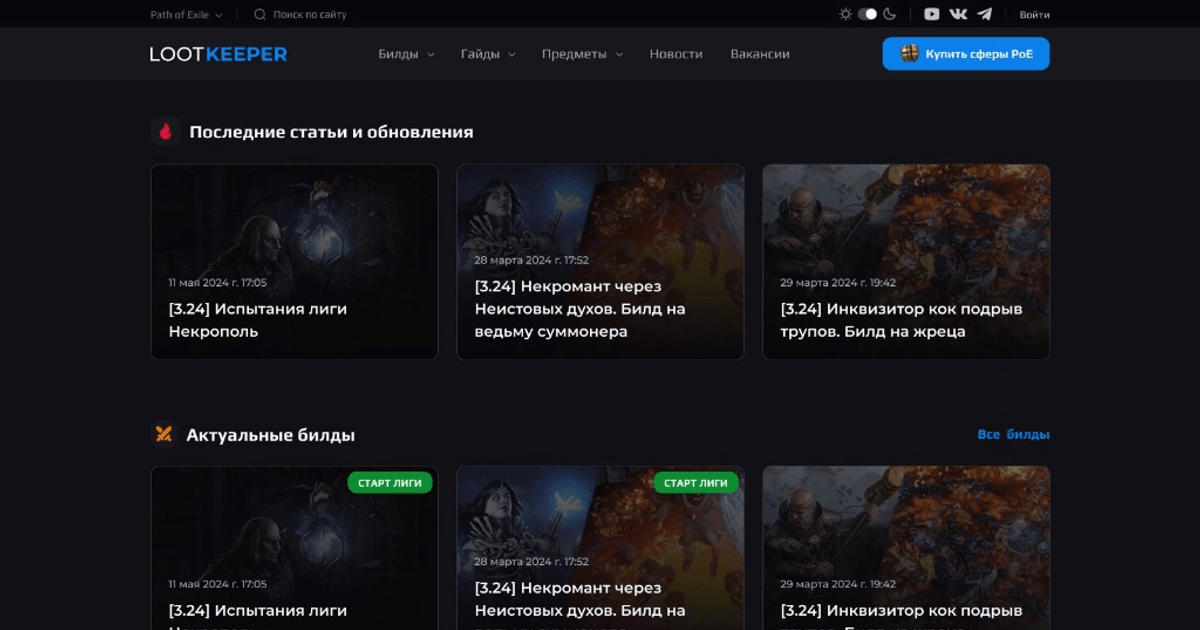 Path of Exile
Поиск по сайту
Войти
LOOTKEEPER
Билды
Гайды
Предметы
Новости
Вакансии
Купить сферы PoE
Последние статьи и обновления
11 мая 2024 г. 17:05
[3.24] Испытания лиги
Некрополь
28 марта 2024 г. 17:52
[3.24] Некромант через
Неистовых духов. Билд на
ведьму суммонера
29 марта 2024 г. 19:42
[3.24] Инквизитор кок подрыв
трупов. Билд на жреца
Актуальные билды
Все билды
СТАРТ ЛИГИ
11 мая 2024 г. 17:05
[3.24] Испытания лиги
Некрополь
СТАРТ ЛИГИ
28 марта 2024 г. 17:52
[3.24] Некромант через
Неистовых духов. Билд на
29 марта 2024 г. 19:42
[3.24] Инквизитор кок подрыв